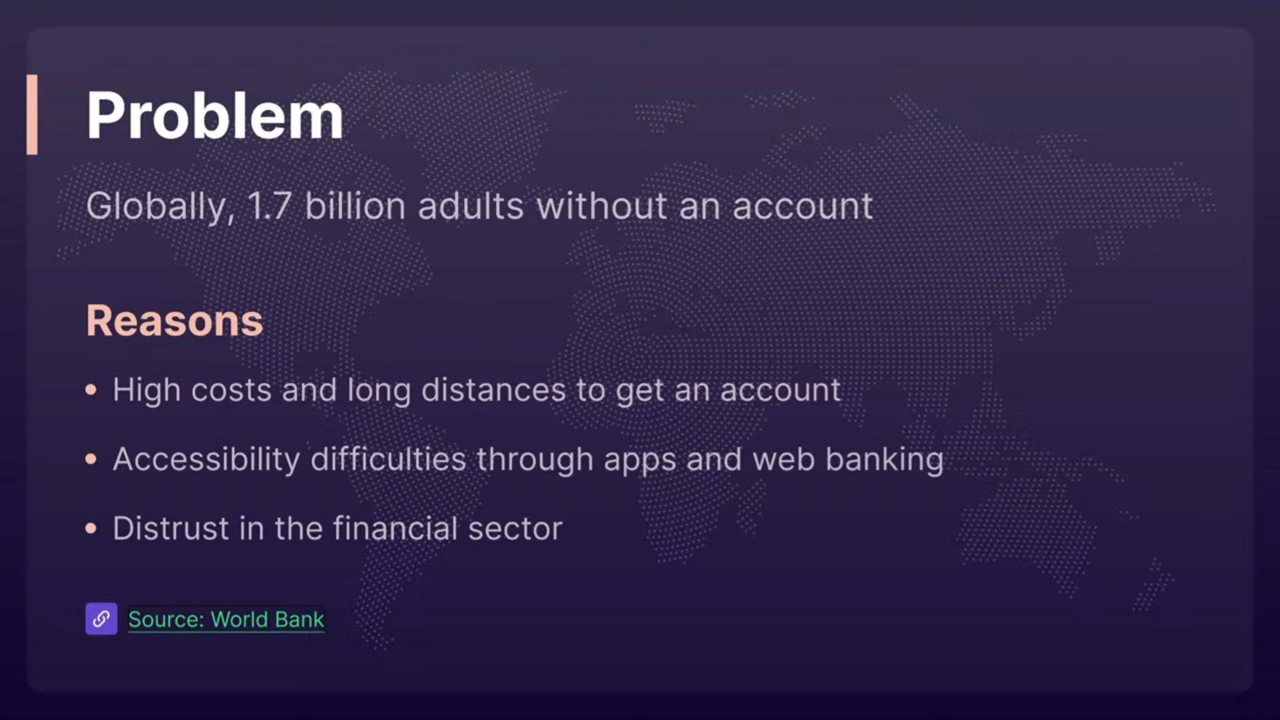 Problem
Globally, 1.7 billion adults without an account
Reasons
• High costs and long distances to get an account
• Accessibility difficulties through apps and web banking
• Distrust in the financial sector
Source: World Bank